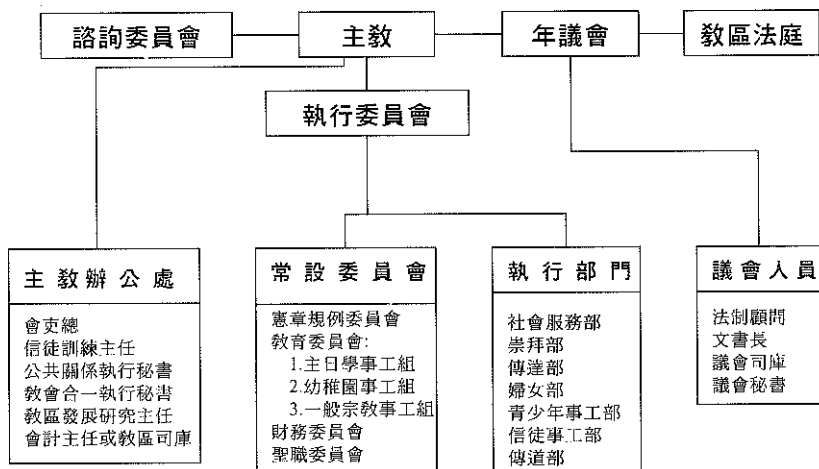 諮詢委員會
主教
年議會
教區法庭
執行委員會
主教辦公處
會吏總
信徒訓練主任
公共關係執行秘書
教會合一執行秘書
教區發展研究主任
會計主任或教區司庫
常設委員會
憲章規例委員會
教育委員會:
1.主日學事工組
2.幼稚園事工組
3.一般宗教事工組
財務委員會
聖職委員會
執行部門
社會服務部
崇拜部
傳達部
婦女部
青少年事工部
信徒事工部
傳道部
議會人員
法制顧問
文書長
議會司庫
議會秘書